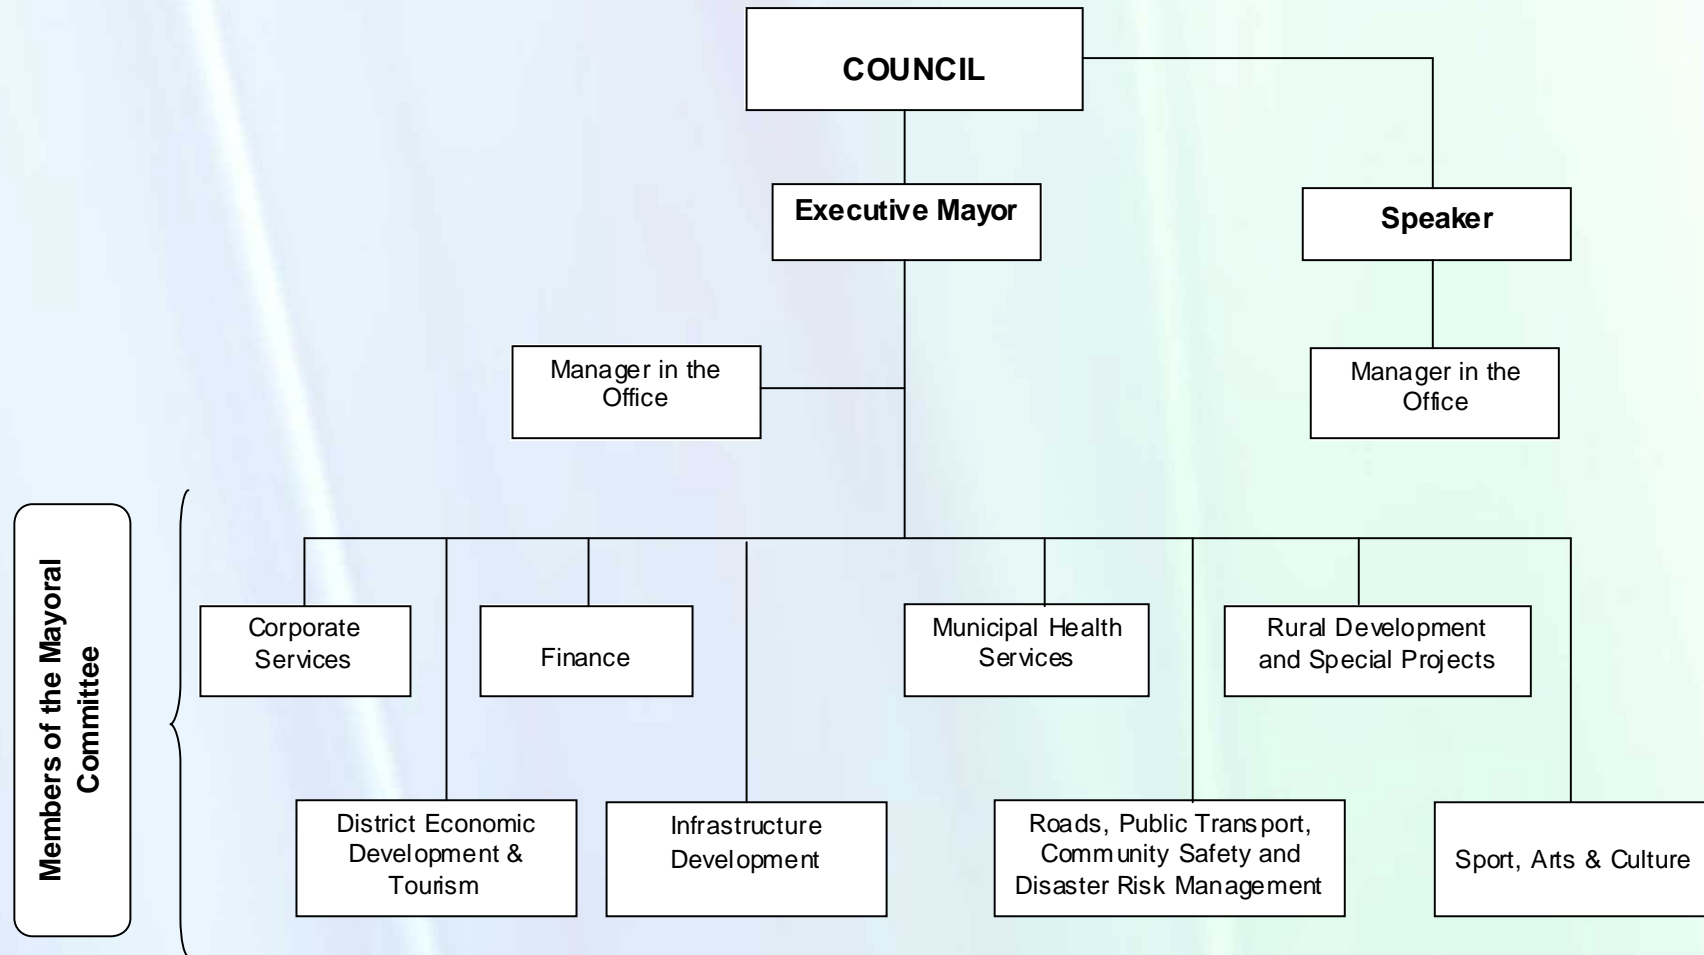 COUNCIL
Executive Mayor
Speaker
Manager in the
Office
Manager in the
Office
Members of the Mayoral
Committee
Corporate
Services
Finance
Municipal Health
Services
Rural Development
and Special Projects
District Economic
Development &
Tourism
Infrastructure
Development
Roads, Public Transport,
Community Safety and
Disaster Risk Management
Sport, Arts & Culture